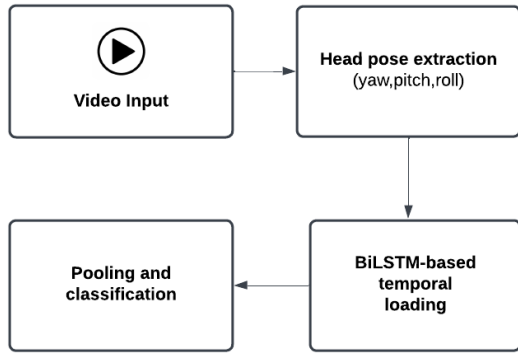 Video Input
Head pose extraction
(yaw,pitch,roll)
BiLSTM-based
temporal
loading
Pooling and
classification